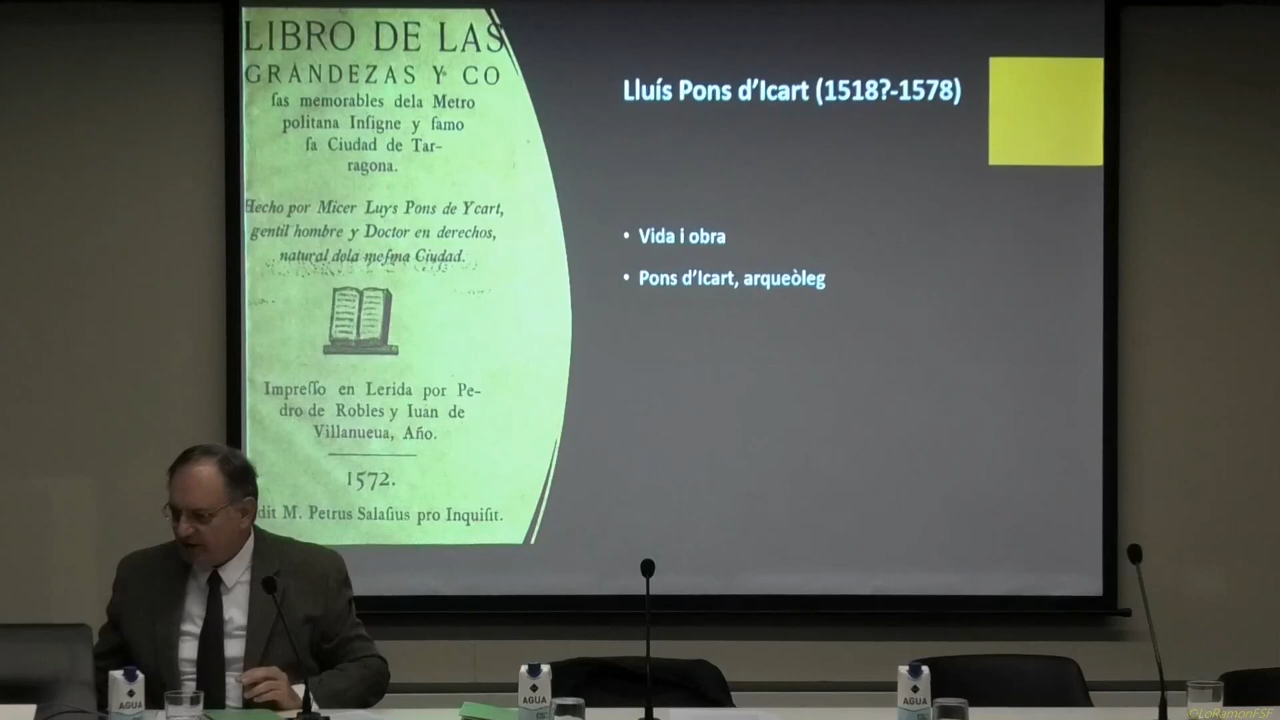 LIBRO DE LAS
GRANDEZAS Y CO
ſas memorables dela Metro
politana Inſigne y famo
ſa Ciudad de Tar-
ragona.
Hecho por Micer Luys Pons de Ycart,
gentil hombre y Doctor en derechos,
natural dela meſma Ciudad.
Impreſſo en Lerida por Pe-
dro de Robles y Iuan de
Villanueua, Año.
1572.
dit M. Petrus Salaſius pro Inquiſit.
Lluís Pons d’Icart (1518?-1578)
• Vida i obra
• Pons d’Icart, arqueòleg
AGUA
AGUA
AGUA
©LoRamonFSF